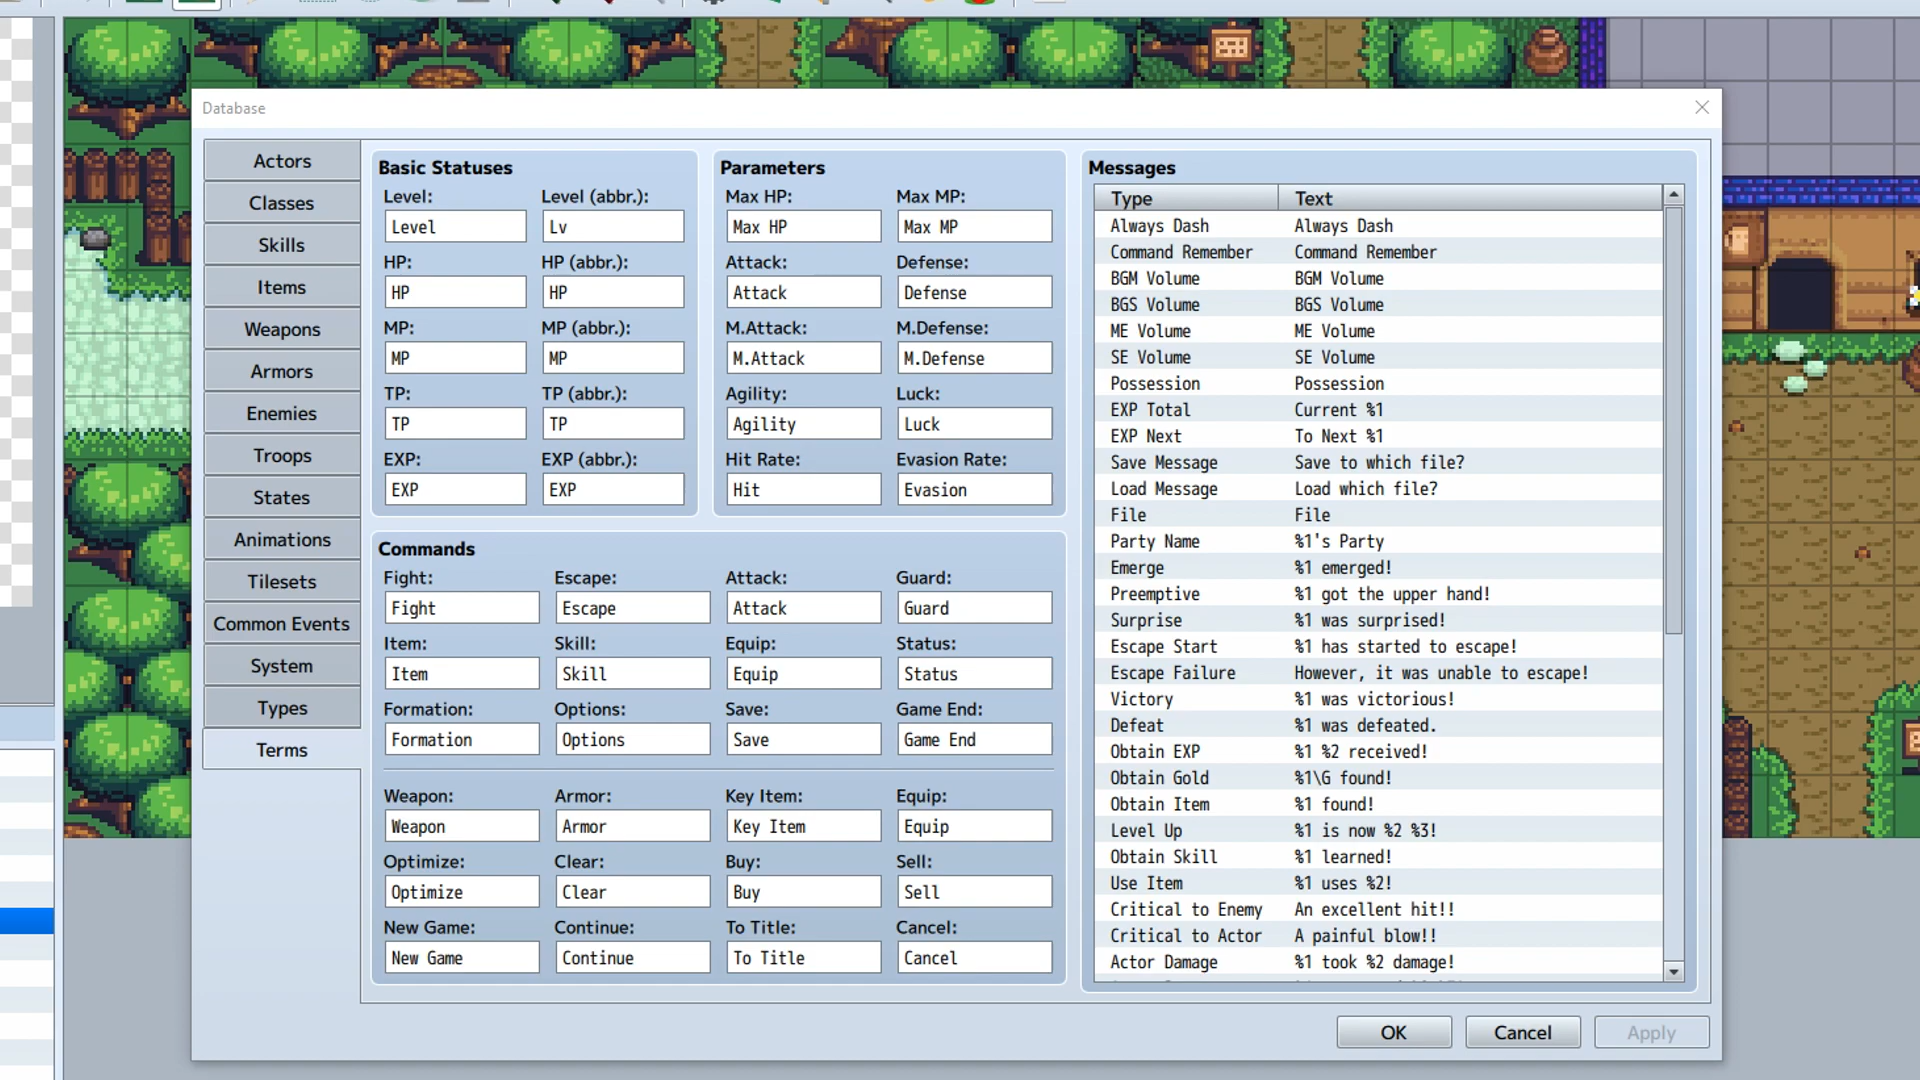 Database
Actors
Classes
Skills
Items
Weapons
Armors
Enemies
Troops
States
Animations
Tilesets
Common Events
System
Types
Terms
Basic Statuses
Level: Level (abbr.):
Level Lv
HP: HP (abbr.):
HP HP
MP: MP (abbr.):
MP MP
TP: TP (abbr.):
TP TP
EXP: EXP (abbr.):
EXP EXP
Parameters
Max HP: Max MP:
Max HP Max MP
Attack: Defense:
Attack Defense
M.Attack: M.Defense:
M.Attack M.Defense
Agility: Luck:
Agility Luck
Hit Rate: Evasion Rate:
Hit Evasion
Commands
Fight: Escape: Attack: Guard:
Fight Escape Attack Guard
Item: Skill: Equip: Status:
Item Skill Equip Status
Formation: Options: Save: Game End:
Formation Options Save Game End
Weapon: Armor: Key Item: Equip:
Weapon Armor Key Item Equip
Optimize: Clear: Buy: Sell:
Optimize Clear Buy Sell
New Game: Continue: To Title: Cancel:
New Game Continue To Title Cancel
Messages
Type Text
Always Dash Always Dash
Command Remember Command Remember
BGM Volume BGM Volume
BGS Volume BGS Volume
ME Volume ME Volume
SE Volume SE Volume
Possession Possession
EXP Total Current %1
EXP Next To Next %1
Save Message Save to which file?
Load Message Load which file?
File File
Party Name %1's Party
Emerge %1 emerged!
Preemptive %1 got the upper hand!
Surprise %1 was surprised!
Escape Start %1 has started to escape!
Escape Failure However, it was unable to escape!
Victory %1 was victorious!
Defeat %1 was defeated.
Obtain EXP %1 %2 received!
Obtain Gold %1\G found!
Obtain Item %1 found!
Level Up %1 is now %2 %3!
Obtain Skill %1 learned!
Use Item %1 uses %2!
Critical to Enemy An excellent hit!!
Critical to Actor A painful blow!!
Actor Damage %1 took %2 damage!
OK Cancel Apply